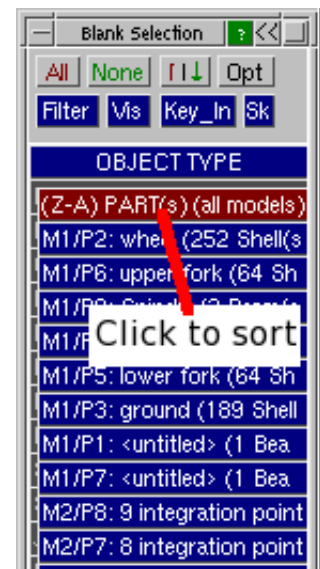 Blank Selection ? <<
All None Opt
Filter Vis Key_In Sk
OBJECT TYPE
(Z-A) PART(s) (all models)
M1/P2: wheel (252 Shell(s
M1/P6: upper fork (64 Sh
Click to sort
M1/P5: lower fork (64 Sh
M1/P3: ground (189 Shell
M1/P1: <untitled> (1 Bea
M1/P7: <untitled> (1 Bea
M2/P8: 9 integration point
M2/P7: 8 integration point